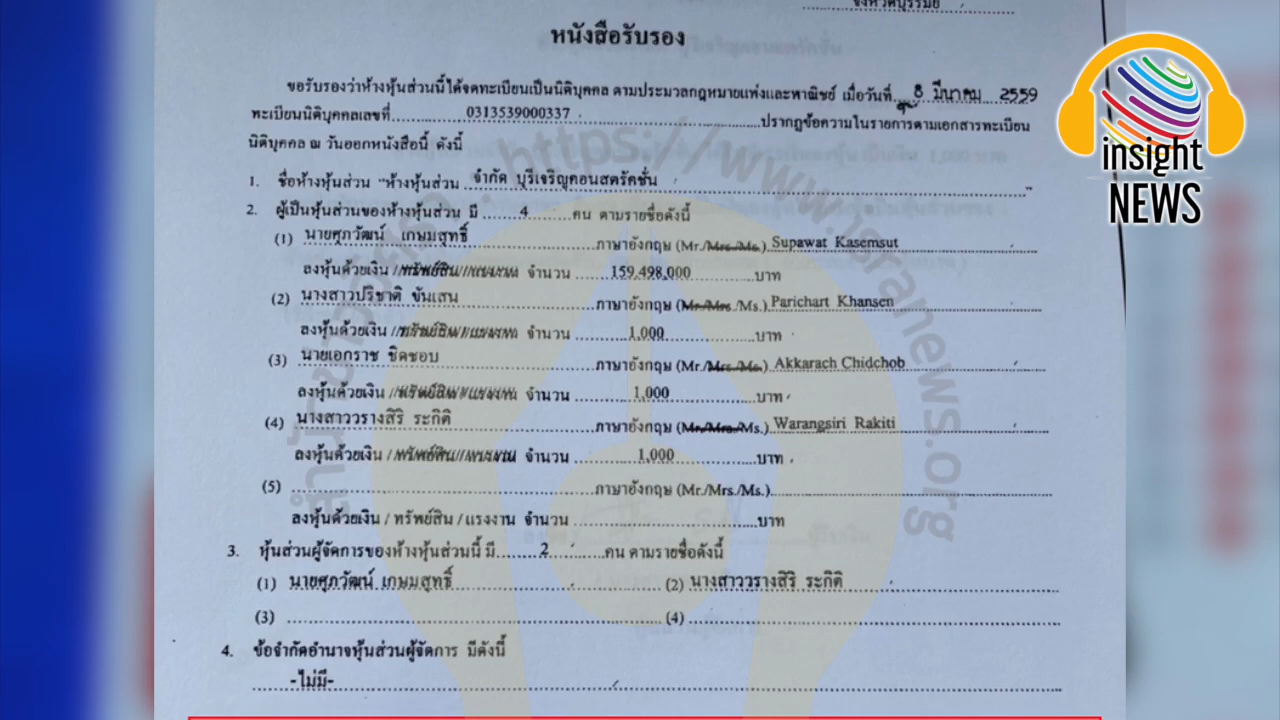 จังหวัดบุรีรัมย์
หนังสือรับรอง
ขอรับรองว่าห้างหุ้นส่วนนี้ได้จดทะเบียนเป็นนิติบุคคล ตามประมวลกฎหมายแพ่งและพาณิชย์ เมื่อวันที่ 8 มีนาคม 2559
ทะเบียนนิติบุคคลเลขที่ 0313539000337 ปรากฏข้อความในรายการตามเอกสารทะเบียน
นิติบุคคล ณ วันออกหนังสือนี้ ดังนี้
1. ชื่อห้างหุ้นส่วน "ห้างหุ้นส่วน จำกัด บุรีเจริญคอนสตรัคชั่น"
2. ผู้เป็นหุ้นส่วนของห้างหุ้นส่วน มี 4 คน ตามรายชื่อดังนี้
(1) นายศุภวัฒน์ เกษมสุทธิ์ ภาษาอังกฤษ (Mr./Mrs./Ms.) Supawat Kasemsut
ลงหุ้นด้วยเงิน / ทรัพย์สิน / แรงงาน จำนวน 159,498,000 บาท
(2) นางสาวปริชาติ ขันเสน ภาษาอังกฤษ (Mr./Mrs./Ms.) Parichart Khansen
ลงหุ้นด้วยเงิน / ทรัพย์สิน / แรงงาน จำนวน 1,000 บาท
(3) นายเอกราช ชิดชอบ ภาษาอังกฤษ (Mr./Mrs./Ms.) Akkarach Chidchob
ลงหุ้นด้วยเงิน / ทรัพย์สิน / แรงงาน จำนวน 1,000 บาท
(4) นางสาววรางสิริ ระกิติ ภาษาอังกฤษ (Mr./Mrs./Ms.) Warangsiri Rakiti
ลงหุ้นด้วยเงิน / ทรัพย์สิน / แรงงาน จำนวน 1,000 บาท
(5) ภาษาอังกฤษ (Mr./Mrs./Ms.)
ลงหุ้นด้วยเงิน / ทรัพย์สิน / แรงงาน จำนวน บาท
3. หุ้นส่วนผู้จัดการของห้างหุ้นส่วนนี้ มี 2 คน ตามรายชื่อดังนี้
(1) นายศุภวัฒน์ เกษมสุทธิ์ (2) นางสาววรางสิริ ระกิติ
(3) (4)
4. ข้อจำกัดอำนาจหุ้นส่วนผู้จัดการ มีดังนี้
-ไม่มี-
https://www.isranews.org
insight
NEWS